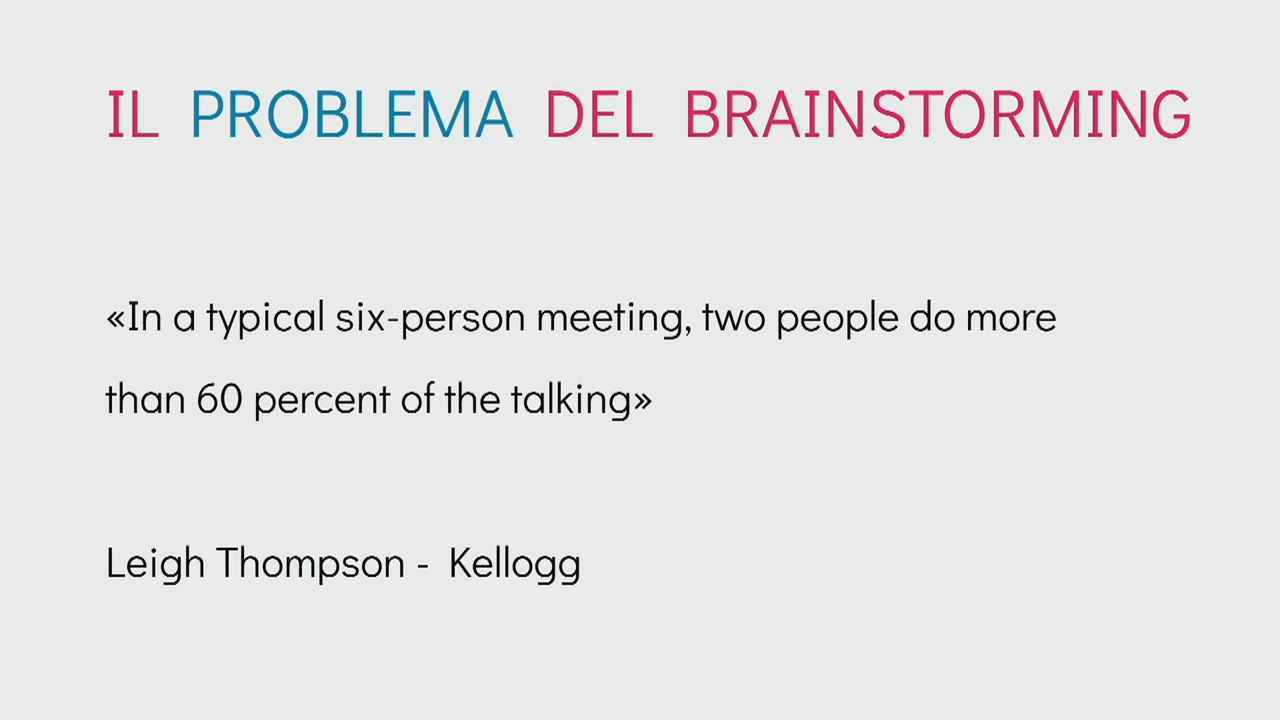 IL PROBLEMA DEL BRAINSTORMING
«In a typical six-person meeting, two people do more
than 60 percent of the talking»
Leigh Thompson - Kellogg